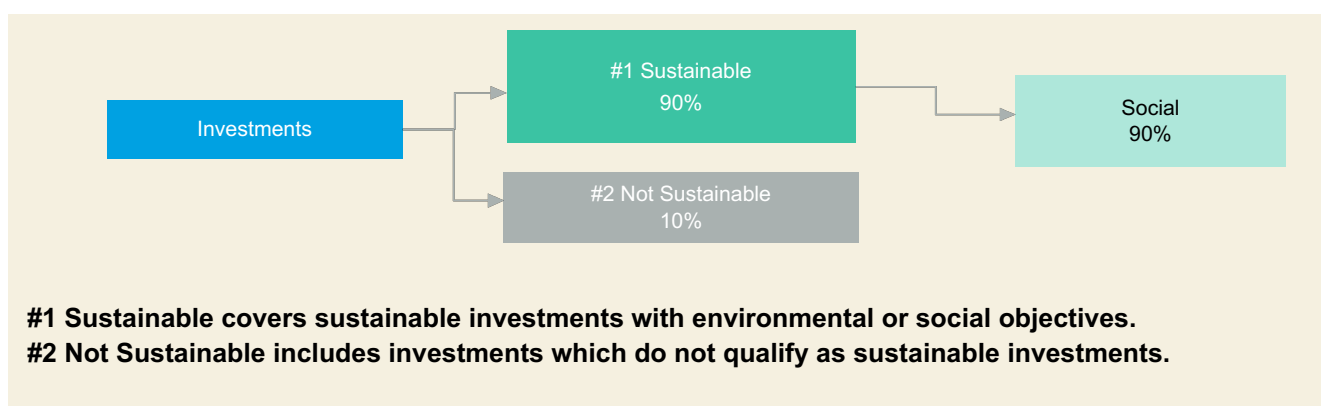 Investments
#1 Sustainable
90%
#2 Not Sustainable
10%
Social
90%
#1 Sustainable covers sustainable investments with environmental or social objectives.
#2 Not Sustainable includes investments which do not qualify as sustainable investments.